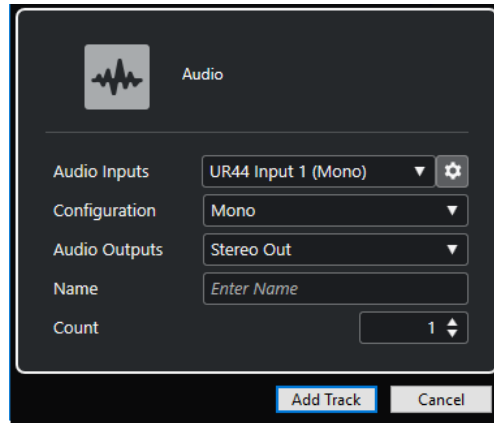 Audio
Audio Inputs UR44 Input 1 (Mono)
Configuration Mono
Audio Outputs Stereo Out
Name Enter Name
Count 1
Add Track Cancel